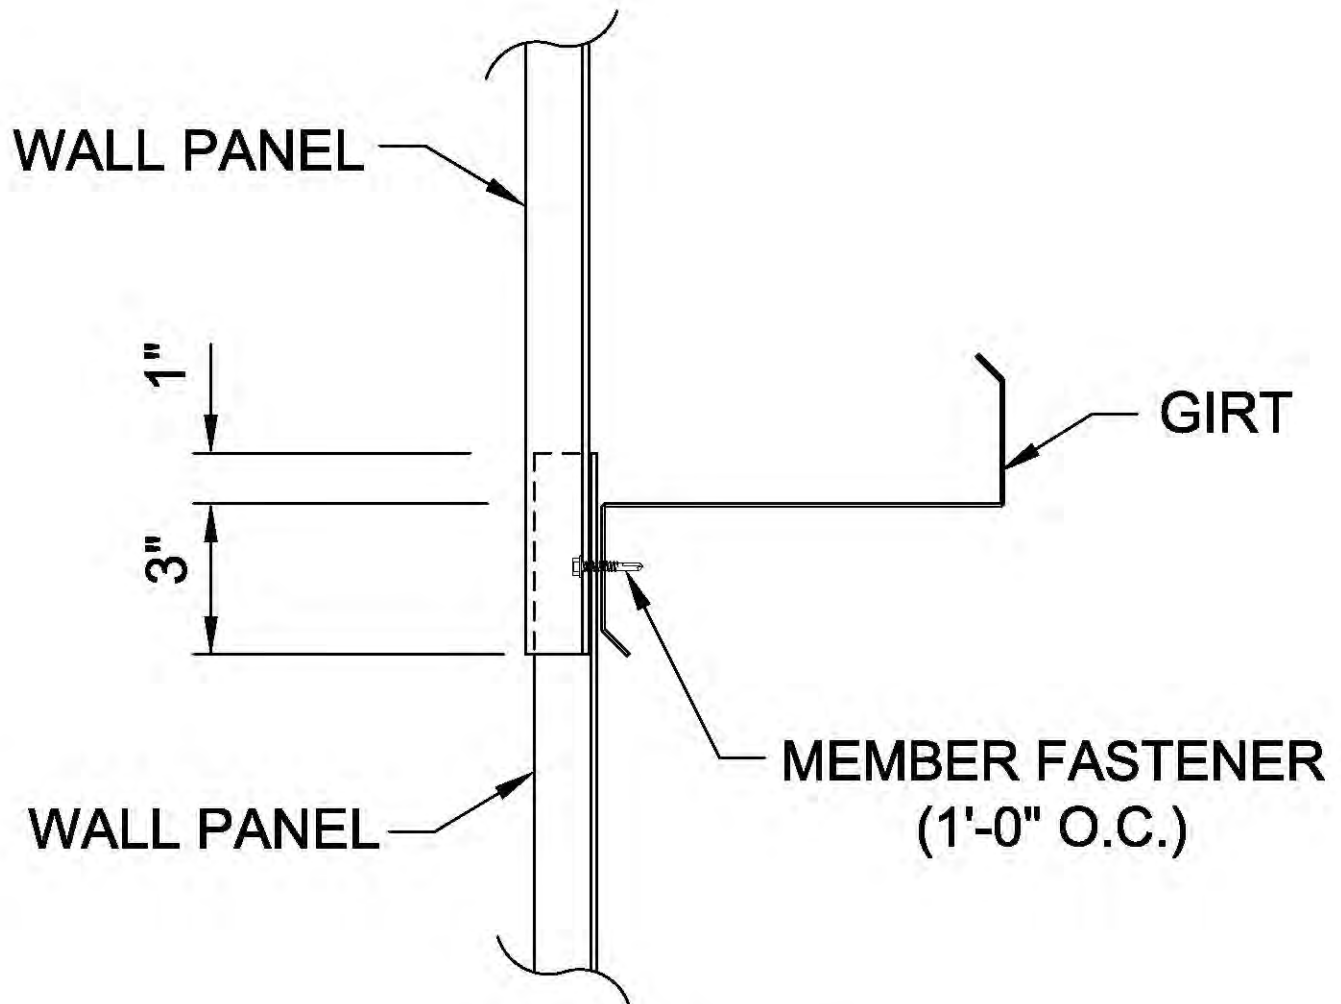 WALL PANEL
1"
GIRT
3"
MEMBER FASTENER
(1'-0" O.C.)
WALL PANEL